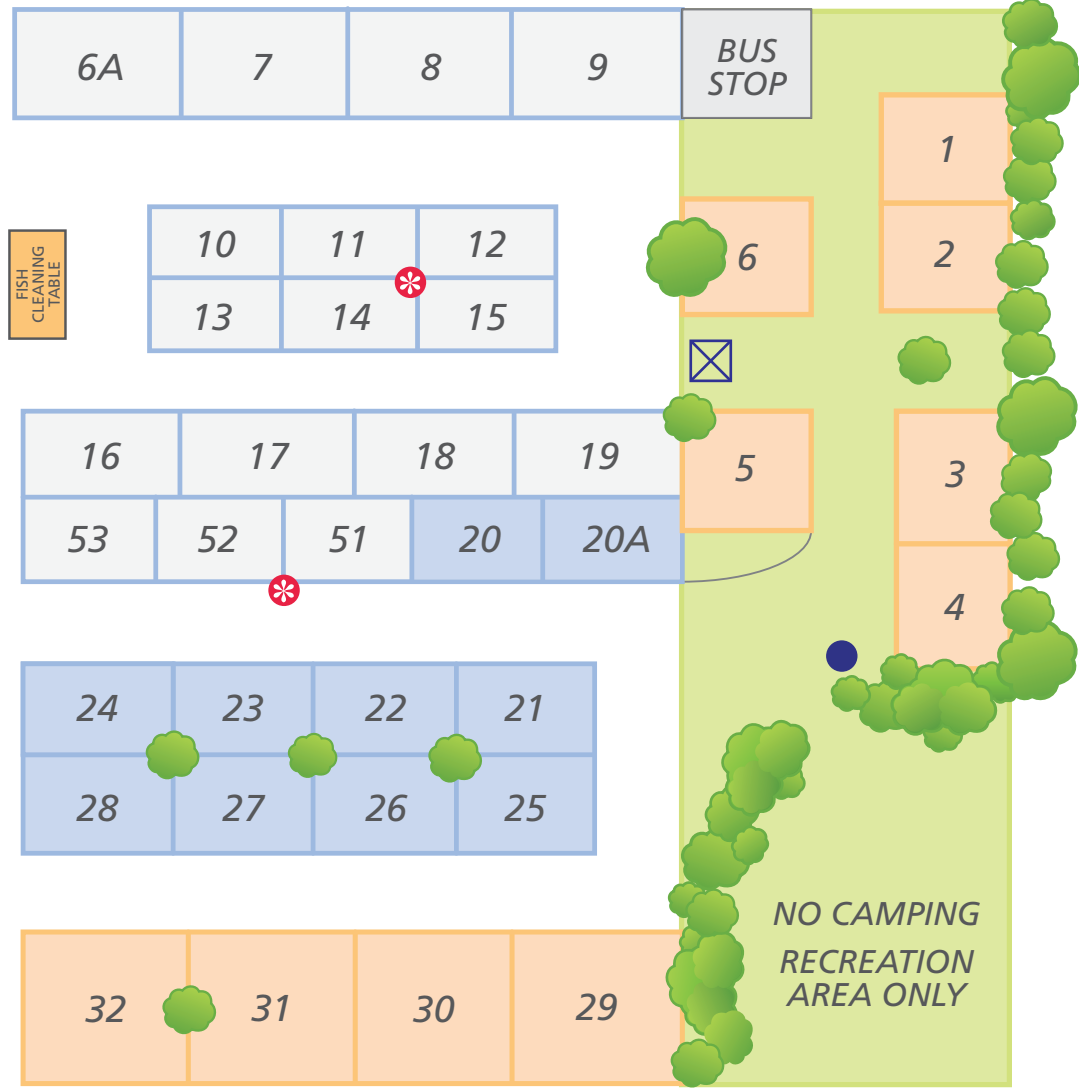 6A 7 8 9 BUS
STOP
1
10 11 12 6 2
FISH
CLEANING
TABLE
13 14 15
16 17 18 19 5 3
53 52 51 20 20A
4
24 23 22 21
28 27 26 25
NO CAMPING
RECREATION
AREA ONLY
32 31 30 29